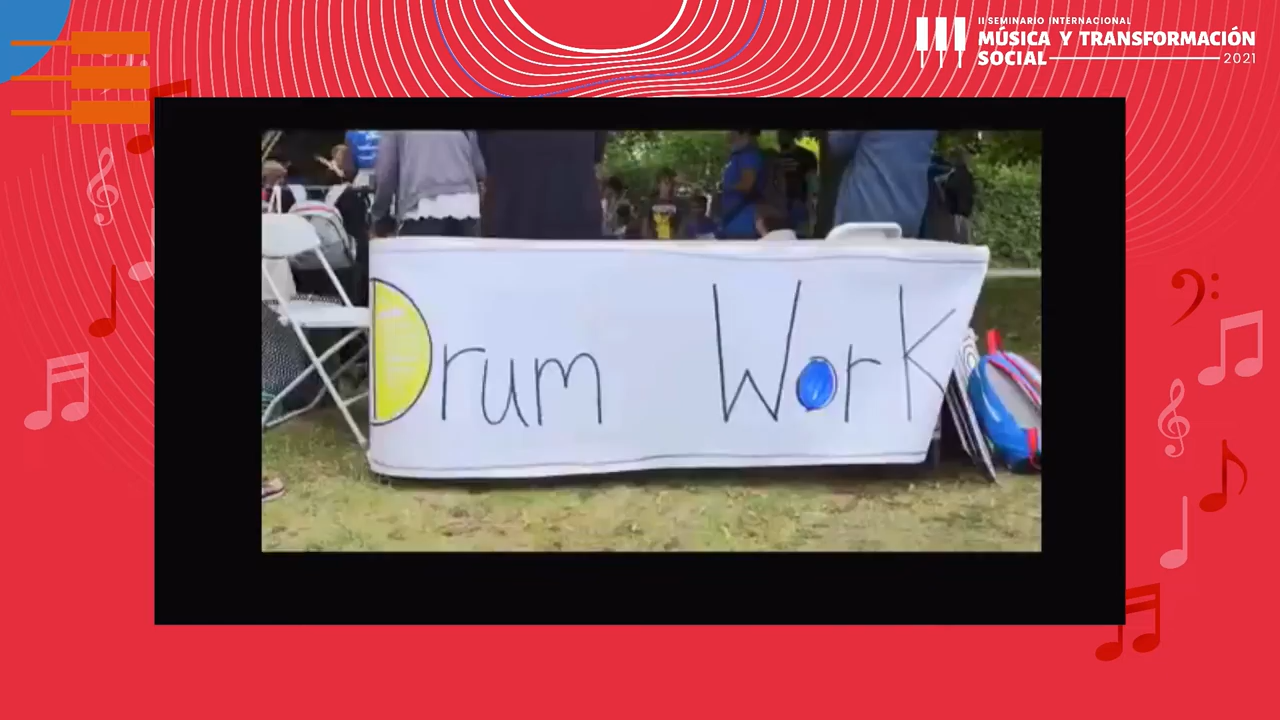 II SEMINARIO INTERNACIONAL
MÚSICA Y TRANSFORMACIÓN
SOCIAL
2021
Drum Work